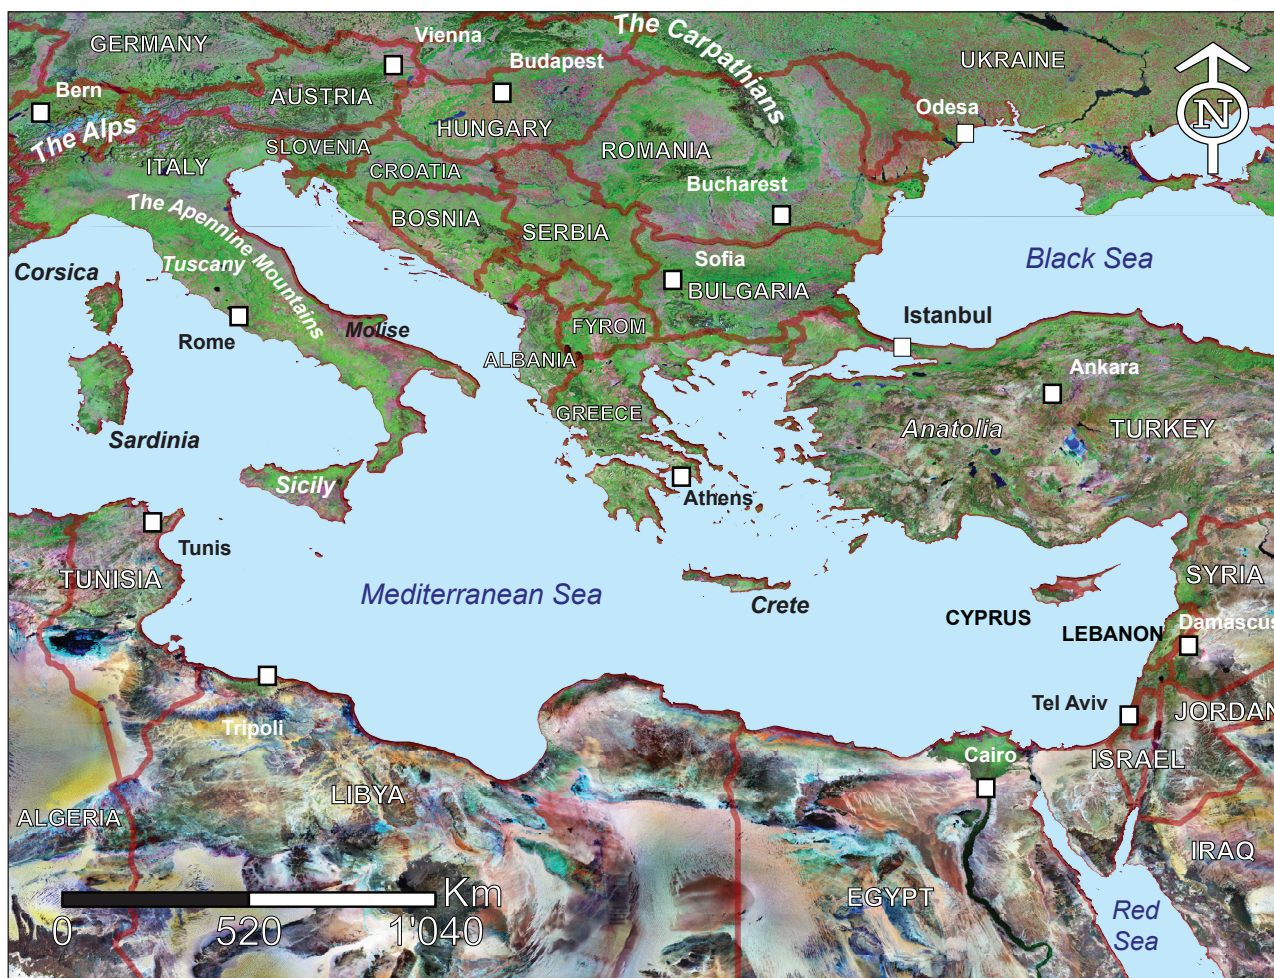 The Carpathians
GERMANY
Vienna
UKRAINE
Budapest
Bern
AUSTRIA
Odesa
N
The Alps
HUNGARY
SLOVENIA
ROMANIA
ITALY
CROATIA
Bucharest
The Apennine Mountains
BOSNIA
SERBIA
Tuscany
Sofia
Black Sea
Corsica
BULGARIA
Istanbul
Molise
FYROM
Rome
ALBANIA
Ankara
GREECE
Anatolia
TURKEY
Sardinia
Sicily
Athens
Tunis
TUNISIA
SYRIA
Mediterranean Sea
Crete
CYPRUS
Damascus
LEBANON
Tel Aviv
JORDAN
Tripoli
Cairo
ISRAEL
LIBYA
ALGERIA
IRAQ
EGYPT
Km
0 520 1'040
Red
Sea